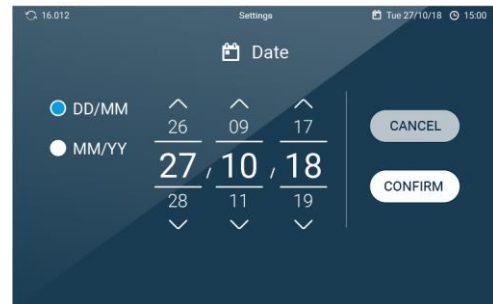 16.012 Settings Tue 27/10/18 15:00
Date
DD/MM
MM/YY
26 09 17
27 / 10 / 18
28 11 19
CANCEL
CONFIRM